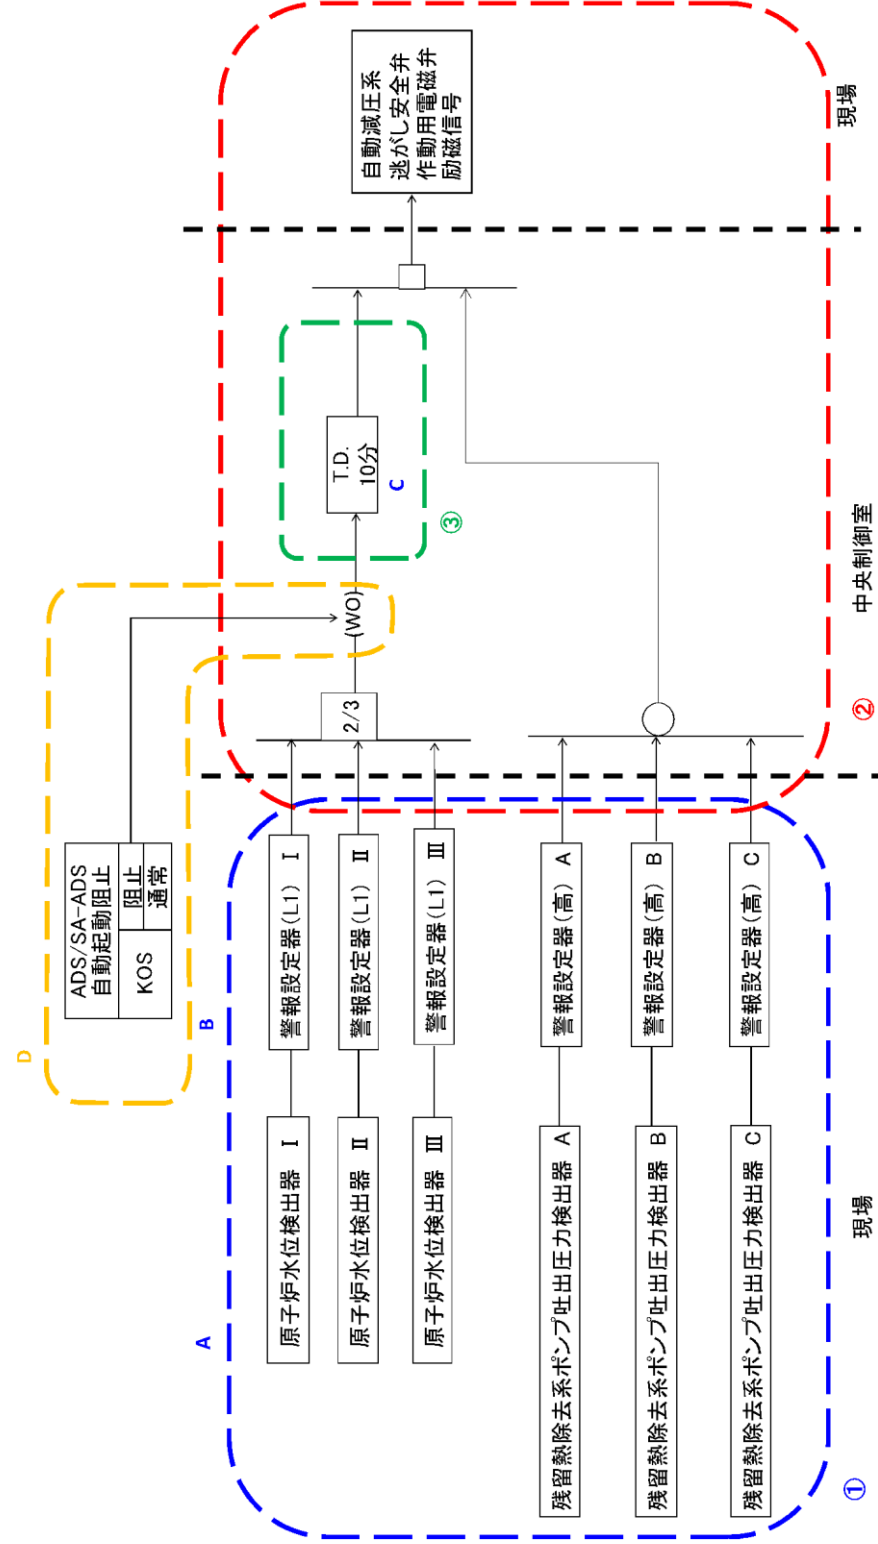 D
ADS/SA-ADS
自動起動阻止
KOS
阻止
通常
A
B
原子炉水位検出器 Ⅰ
警報設定器(L1) Ⅰ
原子炉水位検出器 Ⅱ
警報設定器(L1) Ⅱ
原子炉水位検出器 Ⅲ
警報設定器(L1) Ⅲ
2/3
(WO)
T.D.
10分
C
③
残留熱除去系ポンプ吐出圧力検出器 A
警報設定器(高) A
残留熱除去系ポンプ吐出圧力検出器 B
警報設定器(高) B
残留熱除去系ポンプ吐出圧力検出器 C
警報設定器(高) C
自動減圧系
逃がし安全弁
作動用電磁弁
励磁信号
①
②
現場
中央制御室
現場